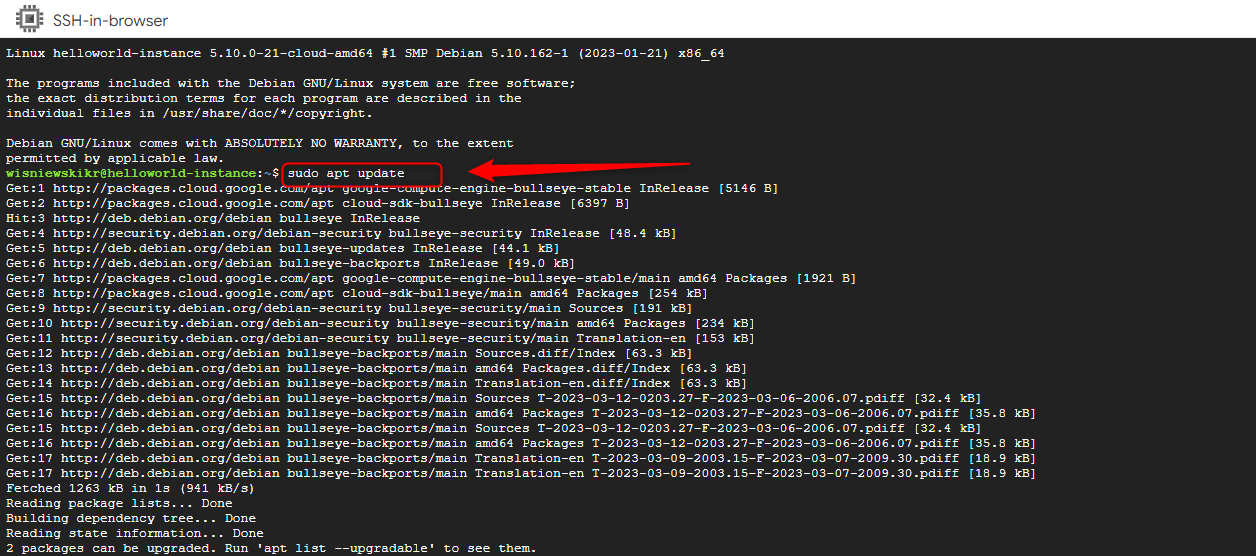 SSH-in-browser
Linux helloworld-instance 5.10.0-21-cloud-amd64 #1 SMP Debian 5.10.162-1 (2023-01-21) x86_64
The programs included with the Debian GNU/Linux system are free software;
the exact distribution terms for each program are described in the
individual files in /usr/share/doc/*/copyright.
Debian GNU/Linux comes with ABSOLUTELY NO WARRANTY, to the extent
permitted by applicable law.
wisniewskikr@helloworld-instance:~$ sudo apt update
Get:1 http://packages.cloud.google.com/apt google-compute-engine-bullseye-stable InRelease [5146 B]
Get:2 http://packages.cloud.google.com/apt cloud-sdk-bullseye InRelease [6397 B]
Hit:3 http://deb.debian.org/debian bullseye InRelease
Get:4 http://security.debian.org/debian-security bullseye-security InRelease [48.4 kB]
Get:5 http://deb.debian.org/debian bullseye-updates InRelease [44.1 kB]
Get:6 http://deb.debian.org/debian bullseye-backports InRelease [49.0 kB]
Get:7 http://packages.cloud.google.com/apt google-compute-engine-bullseye-stable/main amd64 Packages [1921 B]
Get:8 http://packages.cloud.google.com/apt cloud-sdk-bullseye/main amd64 Packages [254 kB]
Get:9 http://security.debian.org/debian-security bullseye-security/main Sources [191 kB]
Get:10 http://security.debian.org/debian-security bullseye-security/main amd64 Packages [234 kB]
Get:11 http://security.debian.org/debian-security bullseye-security/main Translation-en [153 kB]
Get:12 http://deb.debian.org/debian bullseye-backports/main Sources.diff/Index [63.3 kB]
Get:13 http://deb.debian.org/debian bullseye-backports/main amd64 Packages.diff/Index [63.3 kB]
Get:14 http://deb.debian.org/debian bullseye-backports/main Translation-en.diff/Index [63.3 kB]
Get:15 http://deb.debian.org/debian bullseye-backports/main Sources T-2023-03-12-0203.27-F-2023-03-06-2006.07.pdiff [32.4 kB]
Get:16 http://deb.debian.org/debian bullseye-backports/main amd64 Packages T-2023-03-12-0203.27-F-2023-03-06-2006.07.pdiff [35.8 kB]
Get:15 http://deb.debian.org/debian bullseye-backports/main Sources T-2023-03-12-0203.27-F-2023-03-06-2006.07.pdiff [32.4 kB]
Get:16 http://deb.debian.org/debian bullseye-backports/main amd64 Packages T-2023-03-12-0203.27-F-2023-03-06-2006.07.pdiff [35.8 kB]
Get:17 http://deb.debian.org/debian bullseye-backports/main Translation-en T-2023-03-09-2003.15-F-2023-03-07-2009.30.pdiff [18.9 kB]
Get:17 http://deb.debian.org/debian bullseye-backports/main Translation-en T-2023-03-09-2003.15-F-2023-03-07-2009.30.pdiff [18.9 kB]
Fetched 1263 kB in 1s (941 kB/s)
Reading package lists... Done
Building dependency tree... Done
Reading state information... Done
2 packages can be upgraded. Run 'apt list --upgradable' to see them.